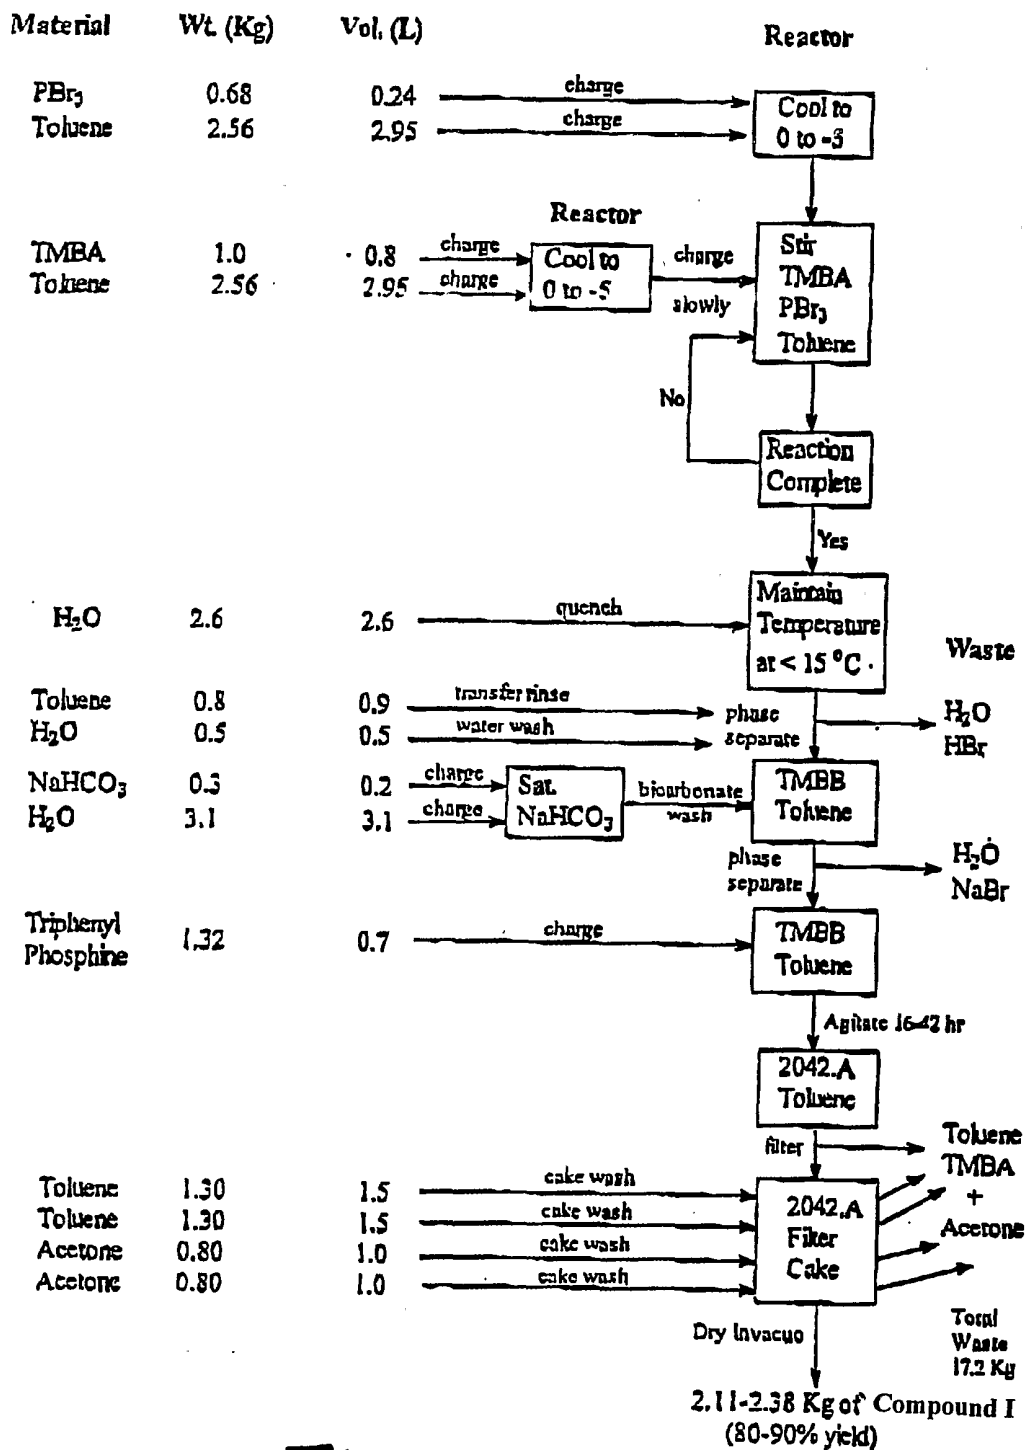 Material Wt. (Kg) Vol. (L) Reactor
PBr3 0.68 0.24 charge
Toluene 2.56 2.95 charge
Cool to
0 to -5
Reactor
TMBA 1.0 0.8 charge
Toluene 2.56 2.95 charge
Cool to
0 to -5
charge
slowly
Stir
TMBA
PBr3
Toluene
No
Reaction
Complete
Yes
H2O 2.6 2.6 quench
Maintain
Temperature
at < 15 °C
Waste
Toluene 0.8 0.9 transfer rinse
H2O 0.5 0.5 water wash
phase
separate
H2O
HBr
NaHCO3 0.3 0.2 charge
H2O 3.1 3.1 charge
Sat.
NaHCO3
bicarbonate
wash
TMBB
Toluene
phase
separate
H2O
NaBr
Triphenyl
Phosphine 1.32 0.7 charge
TMBB
Toluene
Agitate 16-42 hr
2042.A
Toluene
filter
Toluene
TMBA
+
Acetone
Toluene 1.30 1.5 cake wash
Toluene 1.30 1.5 cake wash
Acetone 0.80 1.0 cake wash
Acetone 0.80 1.0 cake wash
2042.A
Filter
Cake
Dry Invacuo
Total
Waste
17.2 Kg
2.11-2.38 Kg of Compound I
(80-90% yield)